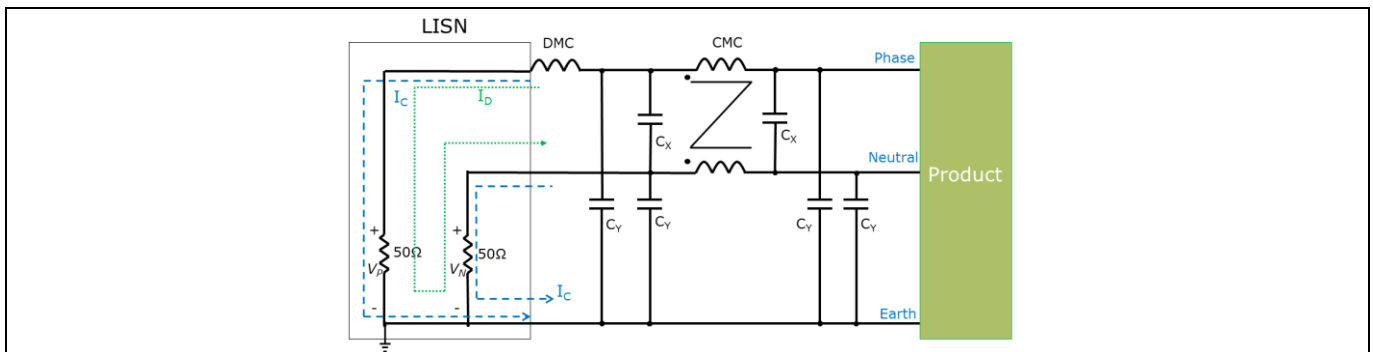 LISN
DMC
CMC
Phase
I_C
I_D
C_X
C_X
Neutral
Product
C_Y
C_Y
C_Y
C_Y
+
50Ω
V_P
-
+
50Ω
V_N
-
I_C
Earth